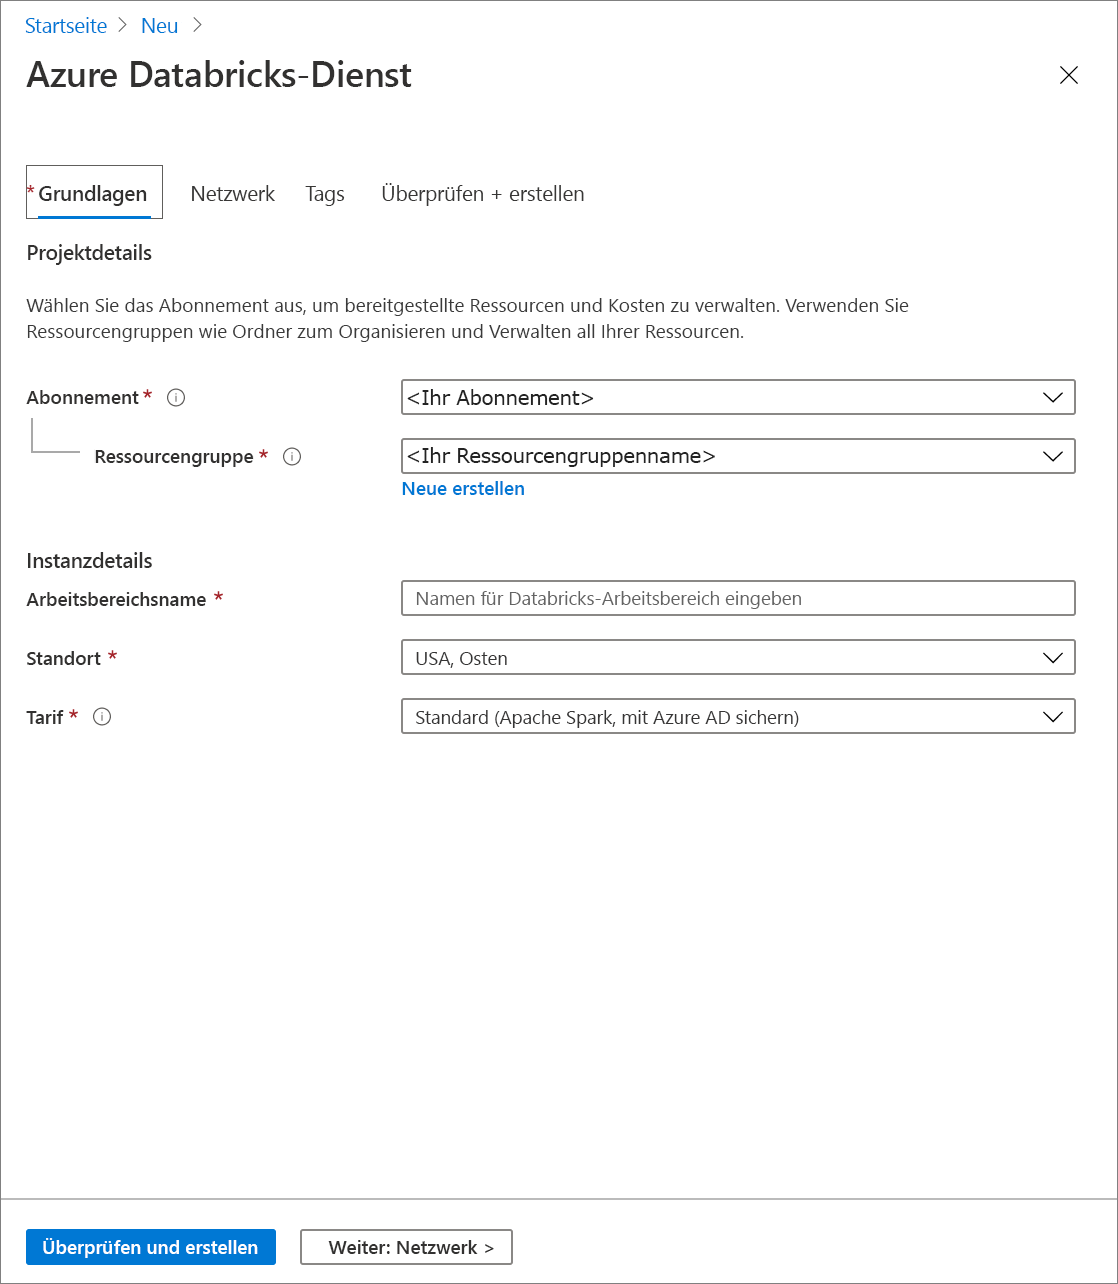 Startseite > Neu >
Azure Databricks-Dienst
* Grundlagen Netzwerk Tags Überprüfen + erstellen
Projektdetails
Wählen Sie das Abonnement aus, um bereitgestellte Ressourcen und Kosten zu verwalten. Verwenden Sie
Ressourcengruppen wie Ordner zum Organisieren und Verwalten all Ihrer Ressourcen.
Abonnement * <Ihr Abonnement>
Ressourcengruppe * <Ihr Ressourcengruppenname>
Neue erstellen
Instanzdetails
Arbeitsbereichsname * Namen für Databricks-Arbeitsbereich eingeben
Standort * USA, Osten
Tarif * Standard (Apache Spark, mit Azure AD sichern)
Überprüfen und erstellen Weiter: Netzwerk >